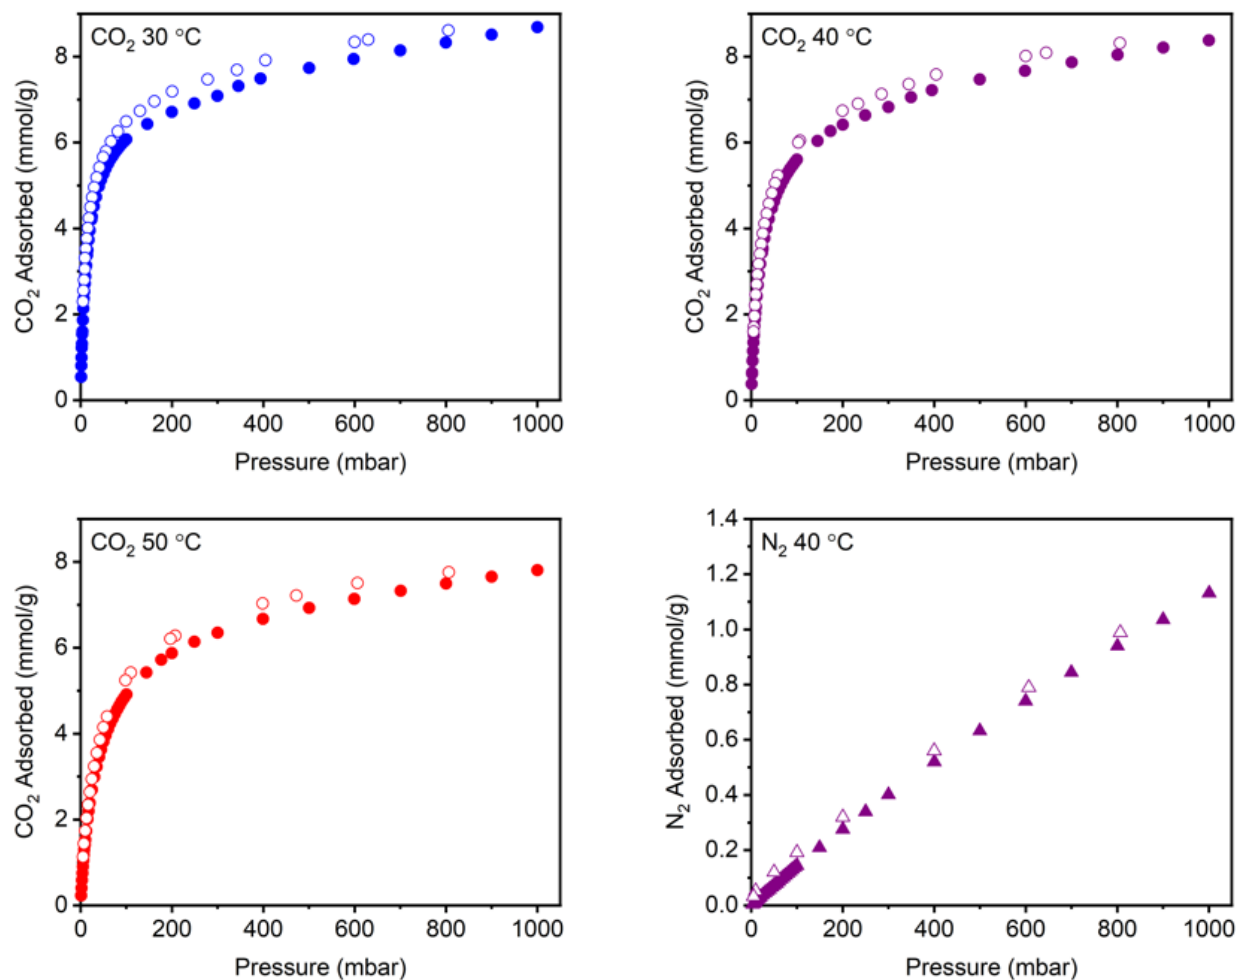 CO₂ 30 °C
CO₂ Adsorbed (mmol/g)
8
6
4
2
0
0 200 400 600 800 1000
Pressure (mbar)
CO₂ 40 °C
CO₂ Adsorbed (mmol/g)
8
6
4
2
0
0 200 400 600 800 1000
Pressure (mbar)
CO₂ 50 °C
CO₂ Adsorbed (mmol/g)
8
6
4
2
0
0 200 400 600 800 1000
Pressure (mbar)
N₂ 40 °C
N₂ Adsorbed (mmol/g)
1.4
1.2
1.0
0.8
0.6
0.4
0.2
0.0
0 200 400 600 800 1000
Pressure (mbar)